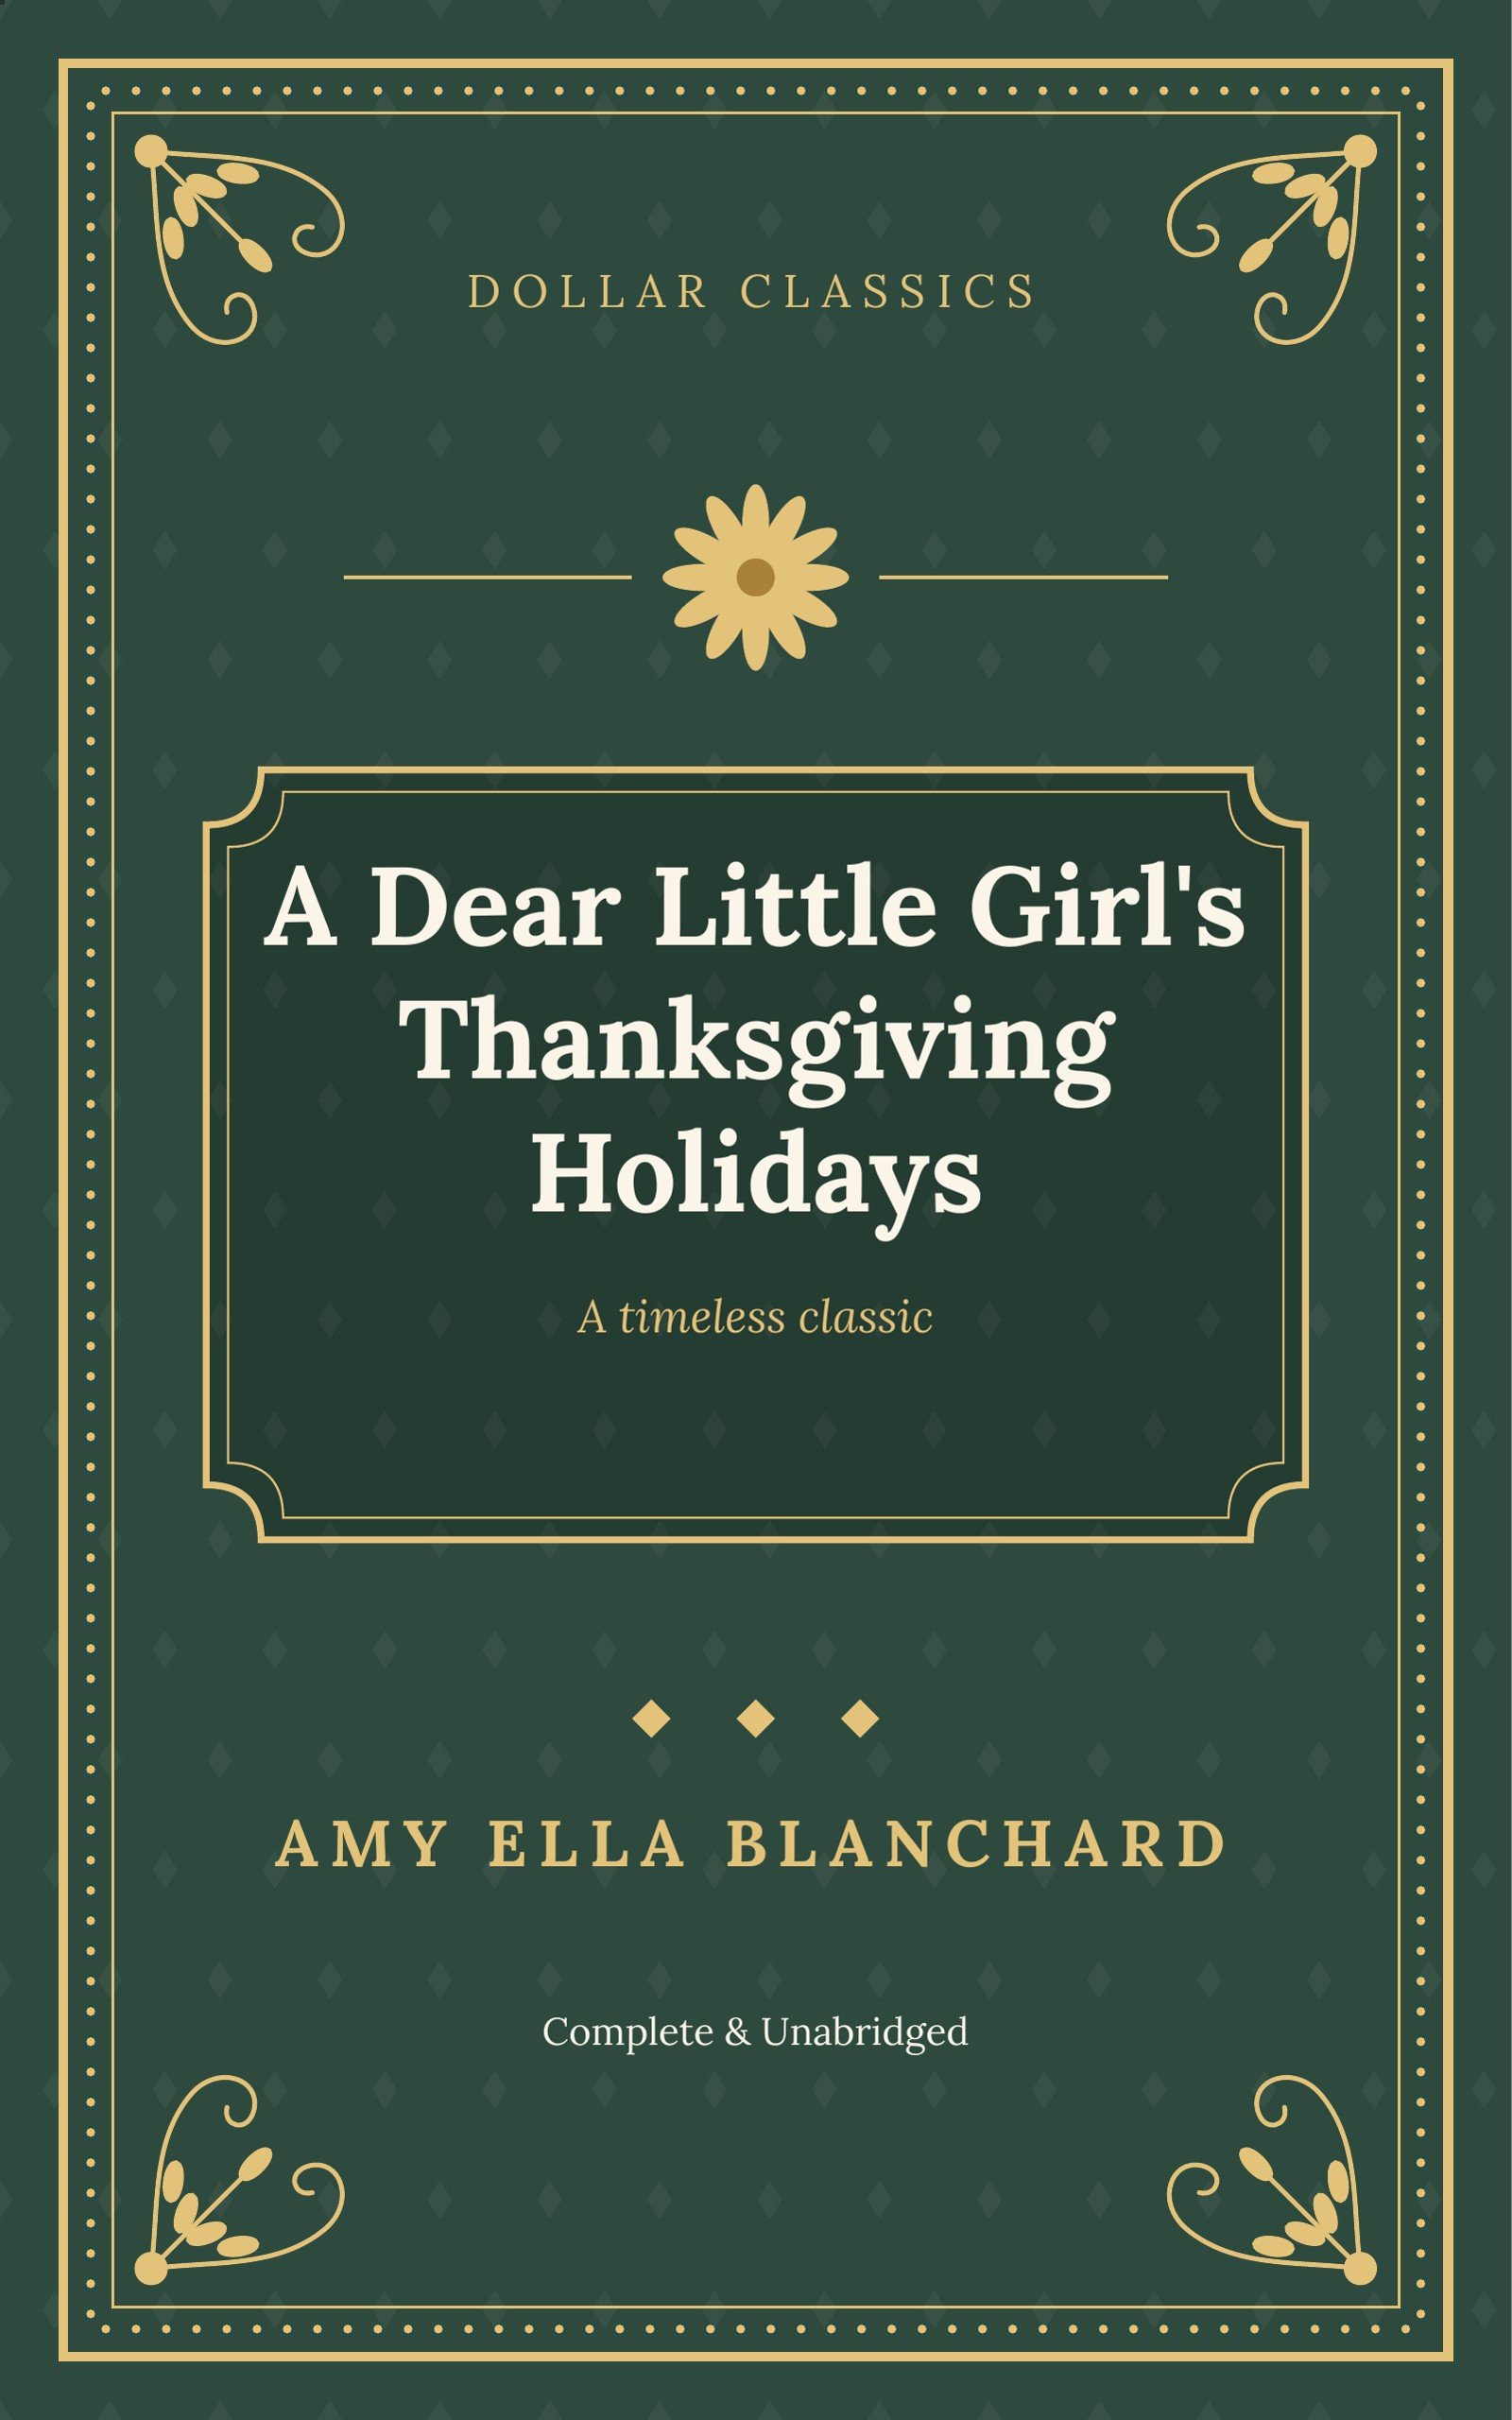 DOLLAR CLASSICS
A Dear Little Girl's
Thanksgiving
Holidays
A timeless classic
AMY ELLA BLANCHARD
Complete & Unabridged